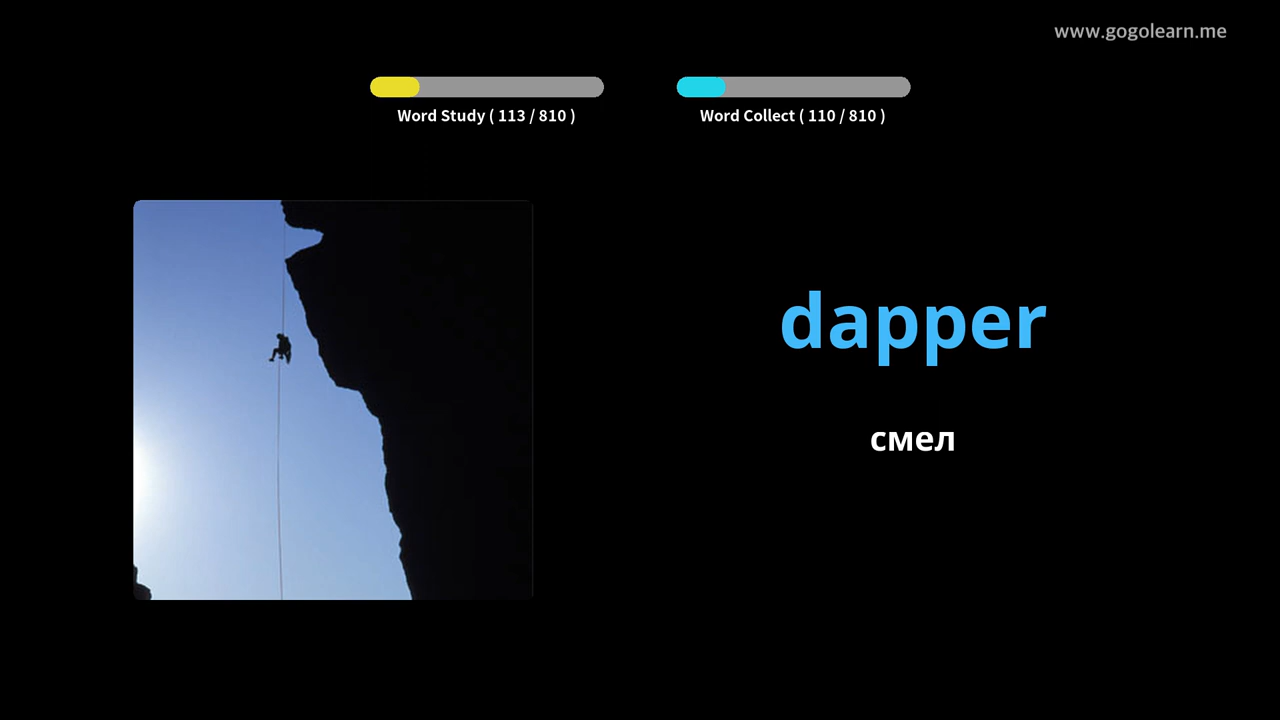 www.gogolearn.me
Word Study ( 113 / 810 )
Word Collect ( 110 / 810 )
dapper
смел